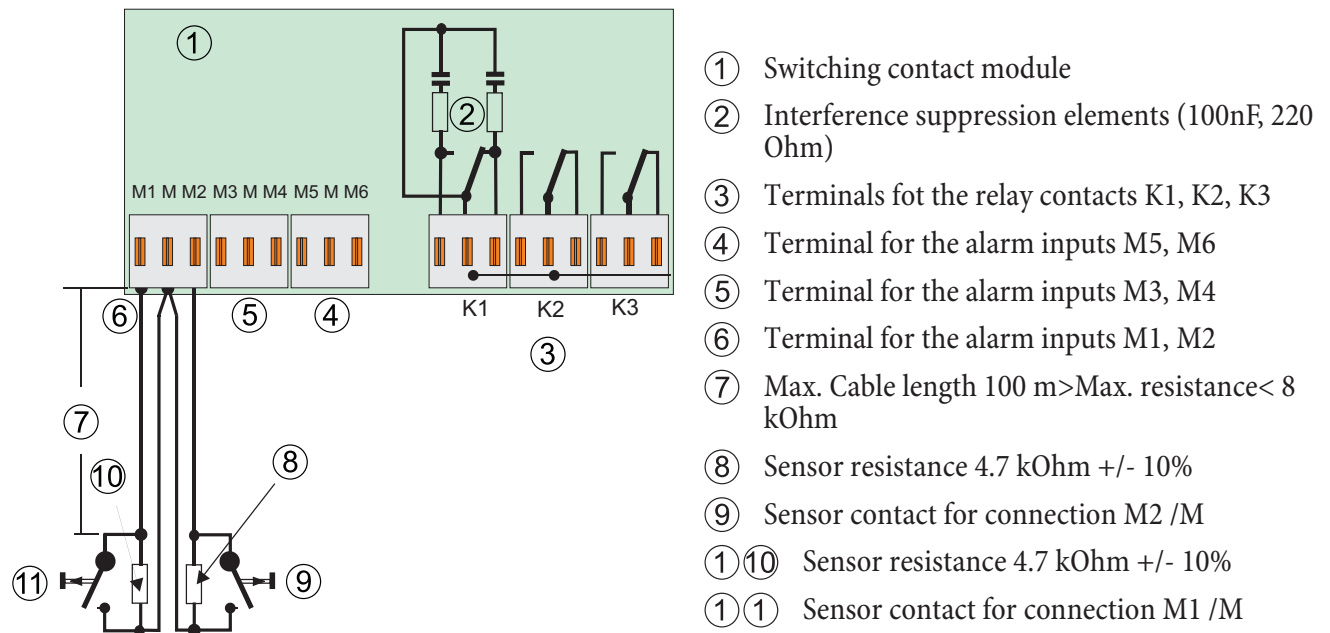 ①
②
M1 M M2 M3 M M4 M5 M M6
K1 K2 K3
⑥ ⑤ ④
③
⑦
⑩
⑧
⑪
⑨
① Switching contact module
② Interference suppression elements (100nF, 220
Ohm)
③ Terminals fot the relay contacts K1, K2, K3
④ Terminal for the alarm inputs M5, M6
⑤ Terminal for the alarm inputs M3, M4
⑥ Terminal for the alarm inputs M1, M2
⑦ Max. Cable length 100 m>Max. resistance< 8
kOhm
⑧ Sensor resistance 4.7 kOhm +/- 10%
⑨ Sensor contact for connection M2 /M
①⑩ Sensor resistance 4.7 kOhm +/- 10%
①① Sensor contact for connection M1 /M